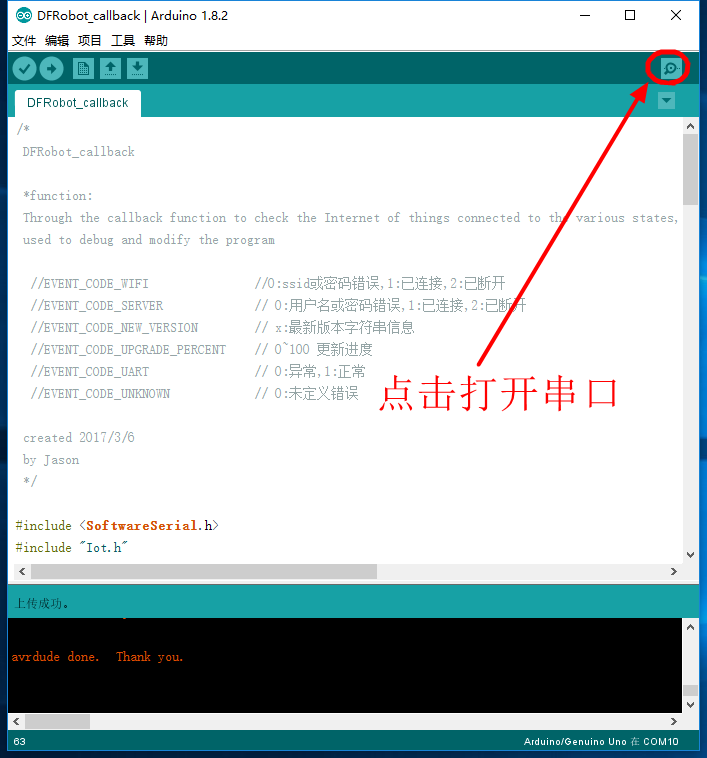 DFRobot_callback | Arduino 1.8.2
文件 编辑 项目 工具 帮助
DFRobot_callback
/*
DFRobot_callback
*function:
Through the callback function to check the Internet of things connected to the various states,
used to debug and modify the program
//EVENT_CODE_WIFI //0:ssid或密码错误,1:已连接,2:已断开
//EVENT_CODE_SERVER // 0:用户名或密码错误,1:已连接,2:已断开
//EVENT_CODE_NEW_VERSION // x:最新版本字符串信息
//EVENT_CODE_UPGRADE_PERCENT // 0~100 更新进度
//EVENT_CODE_UART // 0:异常,1:正常
//EVENT_CODE_UNKNOWN // 0:未定义错误
点击打开串口
created 2017/3/6
by Jason
*/
#include <SoftwareSerial.h>
#include "Iot.h"
上传成功。
avrdude done.  Thank you.
63 Arduino/Genuino Uno 在 COM10